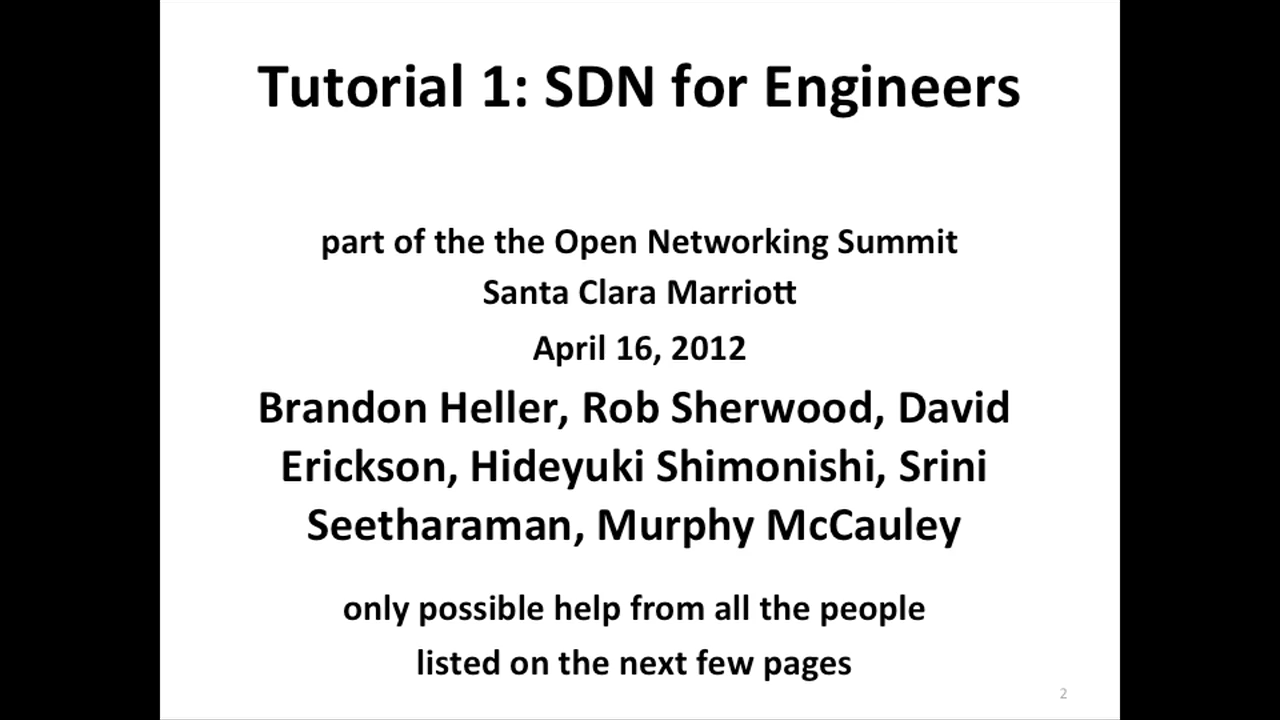 Tutorial 1: SDN for Engineers
part of the the Open Networking Summit
Santa Clara Marriott
April 16, 2012
Brandon Heller, Rob Sherwood, David
Erickson, Hideyuki Shimonishi, Srini
Seetharaman, Murphy McCauley
only possible help from all the people
listed on the next few pages
2